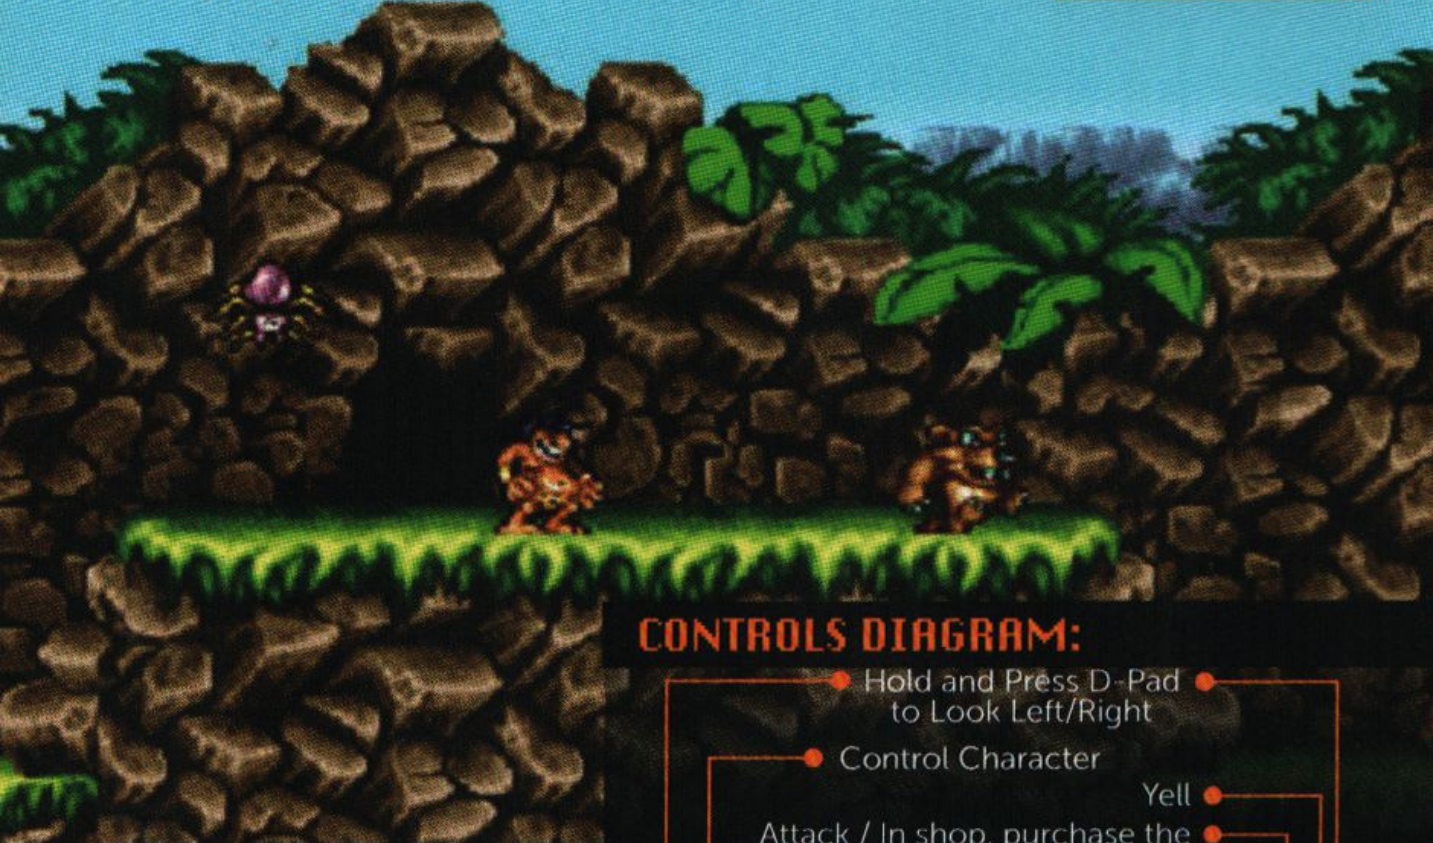 CONTROLS DIAGRAM:
Hold and Press D-Pad
to Look Left/Right
Control Character
Yell
Attack / In shop, purchase the